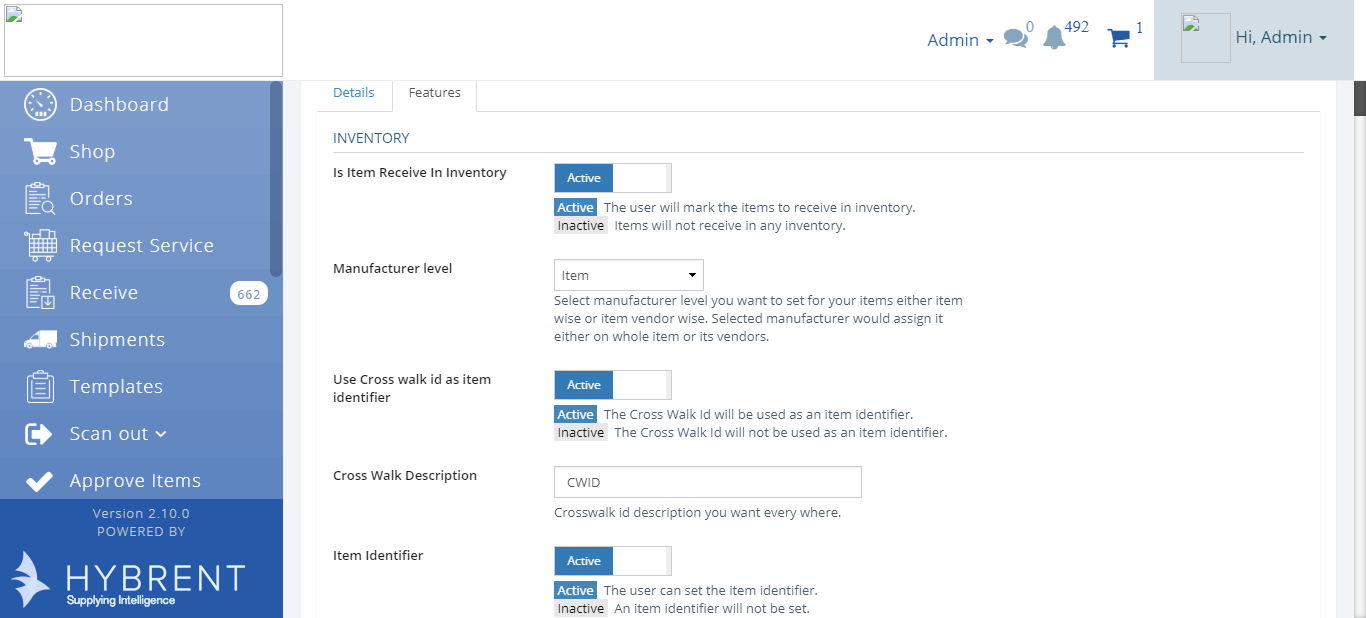 Admin 0 492 1 Hi, Admin
Dashboard
Shop
Orders
Request Service
Receive 662
Shipments
Templates
Scan out
Approve Items
Version 2.10.0
POWERED BY
HYBRENT
Supplying Intelligence
Details Features
INVENTORY
Is Item Receive In Inventory Active
Active The user will mark the items to receive in inventory.
Inactive Items will not receive in any inventory.
Manufacturer level Item
Select manufacturer level you want to set for your items either item
wise or item vendor wise. Selected manufacturer would assign it
either on whole item or its vendors.
Use Cross walk id as item
identifier
Active
Active The Cross Walk Id will be used as an item identifier.
Inactive The Cross Walk Id will not be used as an item identifier.
Cross Walk Description CWID
Crosswalk id description you want every where.
Item Identifier Active
Active The user can set the item identifier.
Inactive An item identifier will not be set.